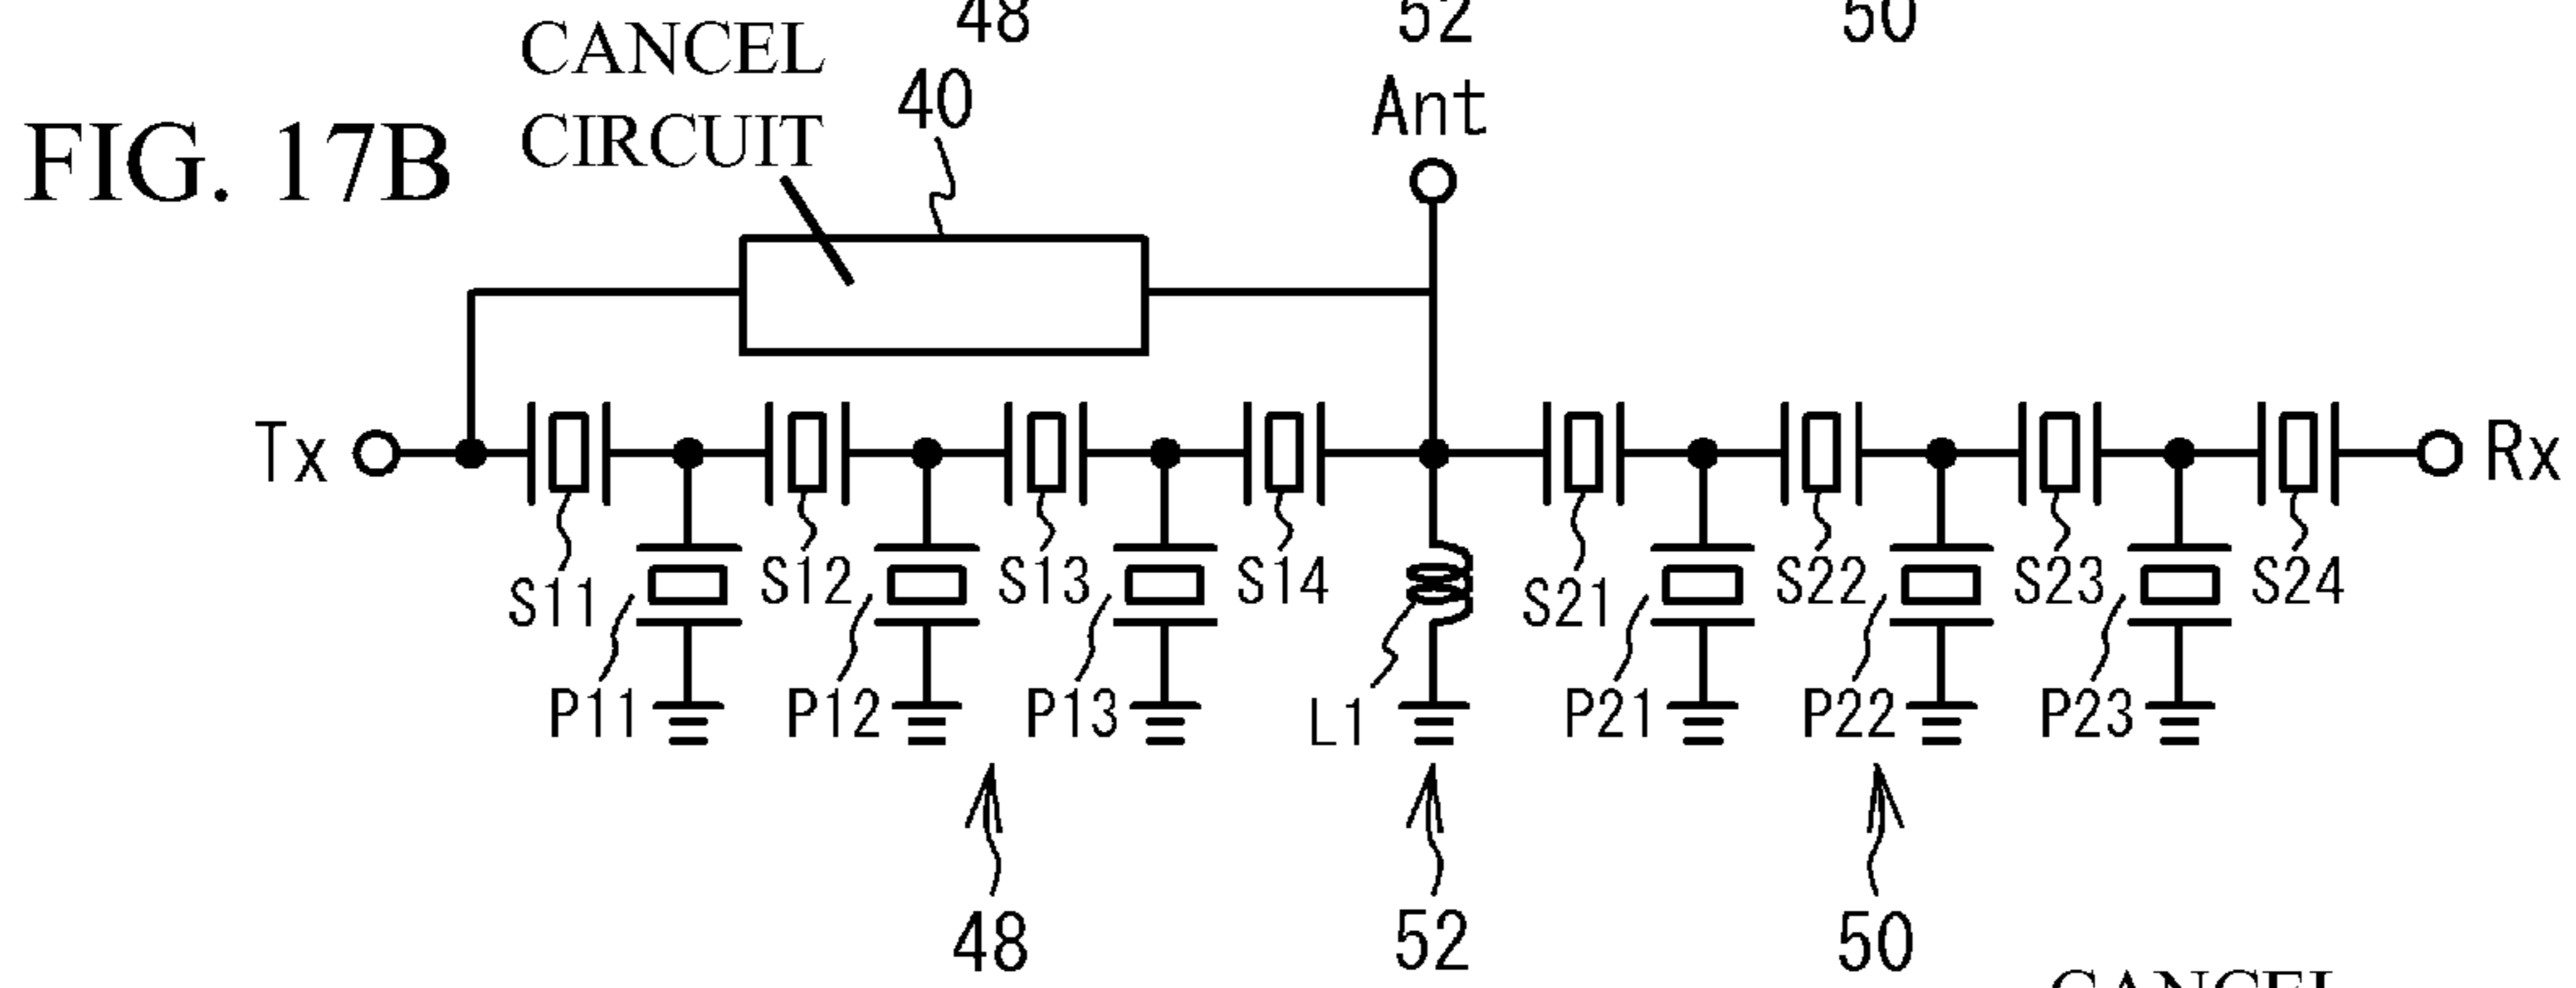 48 52 50
CANCEL
CIRCUIT
40
Ant
FIG. 17B
Tx
Rx
S11 S12 S13 S14 S21 S22 S23 S24
P11 P12 P13 L1 P21 P22 P23
48 52 50
CANCEL